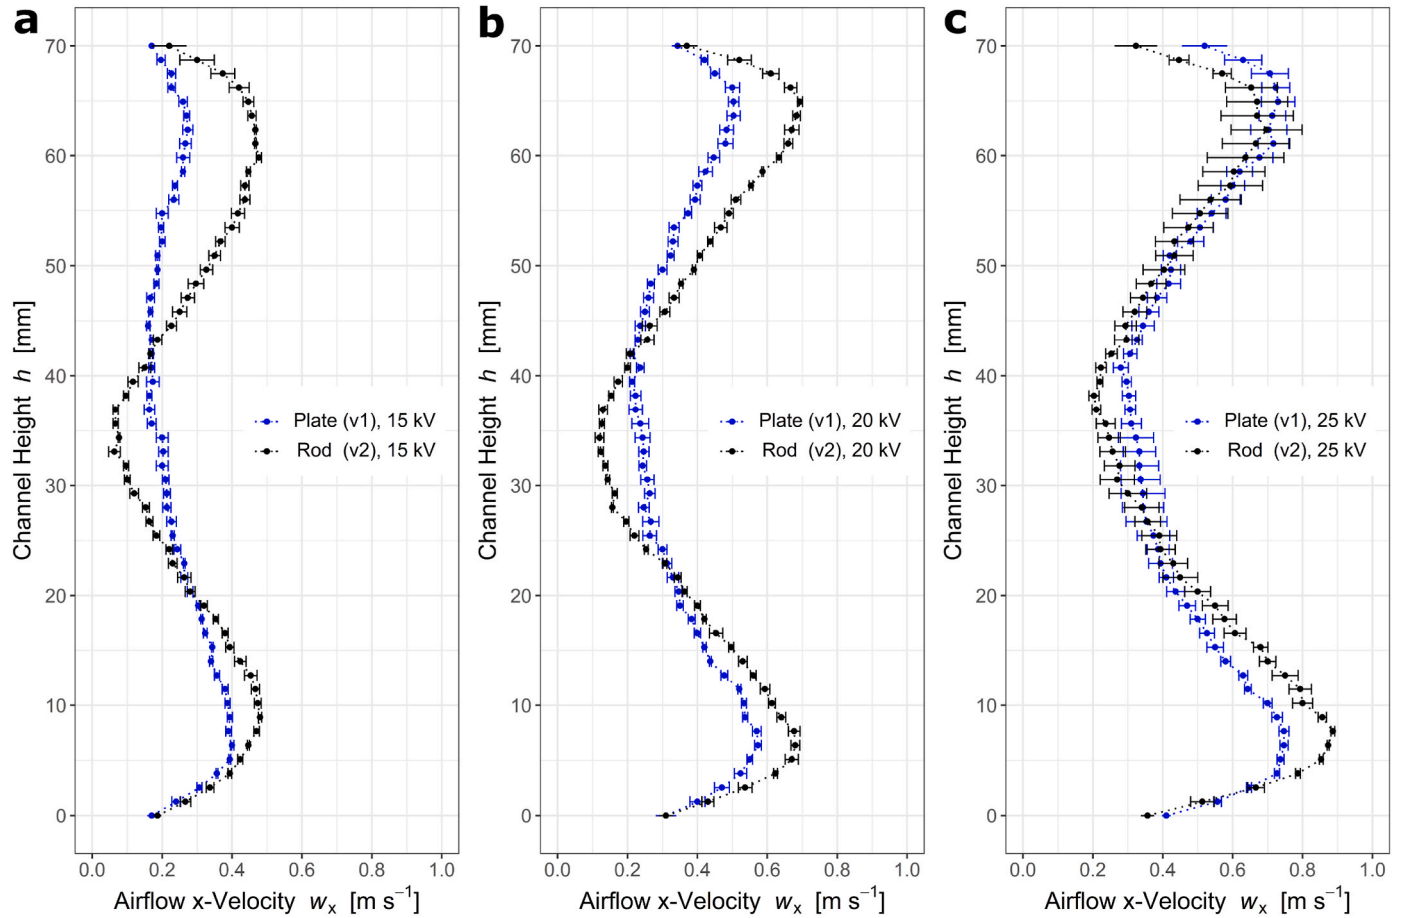 a
70
60
50
40
30
20
10
0
Channel Height h [mm]
Plate (v1), 15 kV
Rod (v2), 15 kV
0.0 0.2 0.4 0.6 0.8 1.0
Airflow x-Velocity wₓ [m s⁻¹]
b
70
60
50
40
30
20
10
0
Channel Height h [mm]
Plate (v1), 20 kV
Rod (v2), 20 kV
0.0 0.2 0.4 0.6 0.8 1.0
Airflow x-Velocity wₓ [m s⁻¹]
c
70
60
50
40
30
20
10
0
Channel Height h [mm]
Plate (v1), 25 kV
Rod (v2), 25 kV
0.0 0.2 0.4 0.6 0.8 1.0
Airflow x-Velocity wₓ [m s⁻¹]